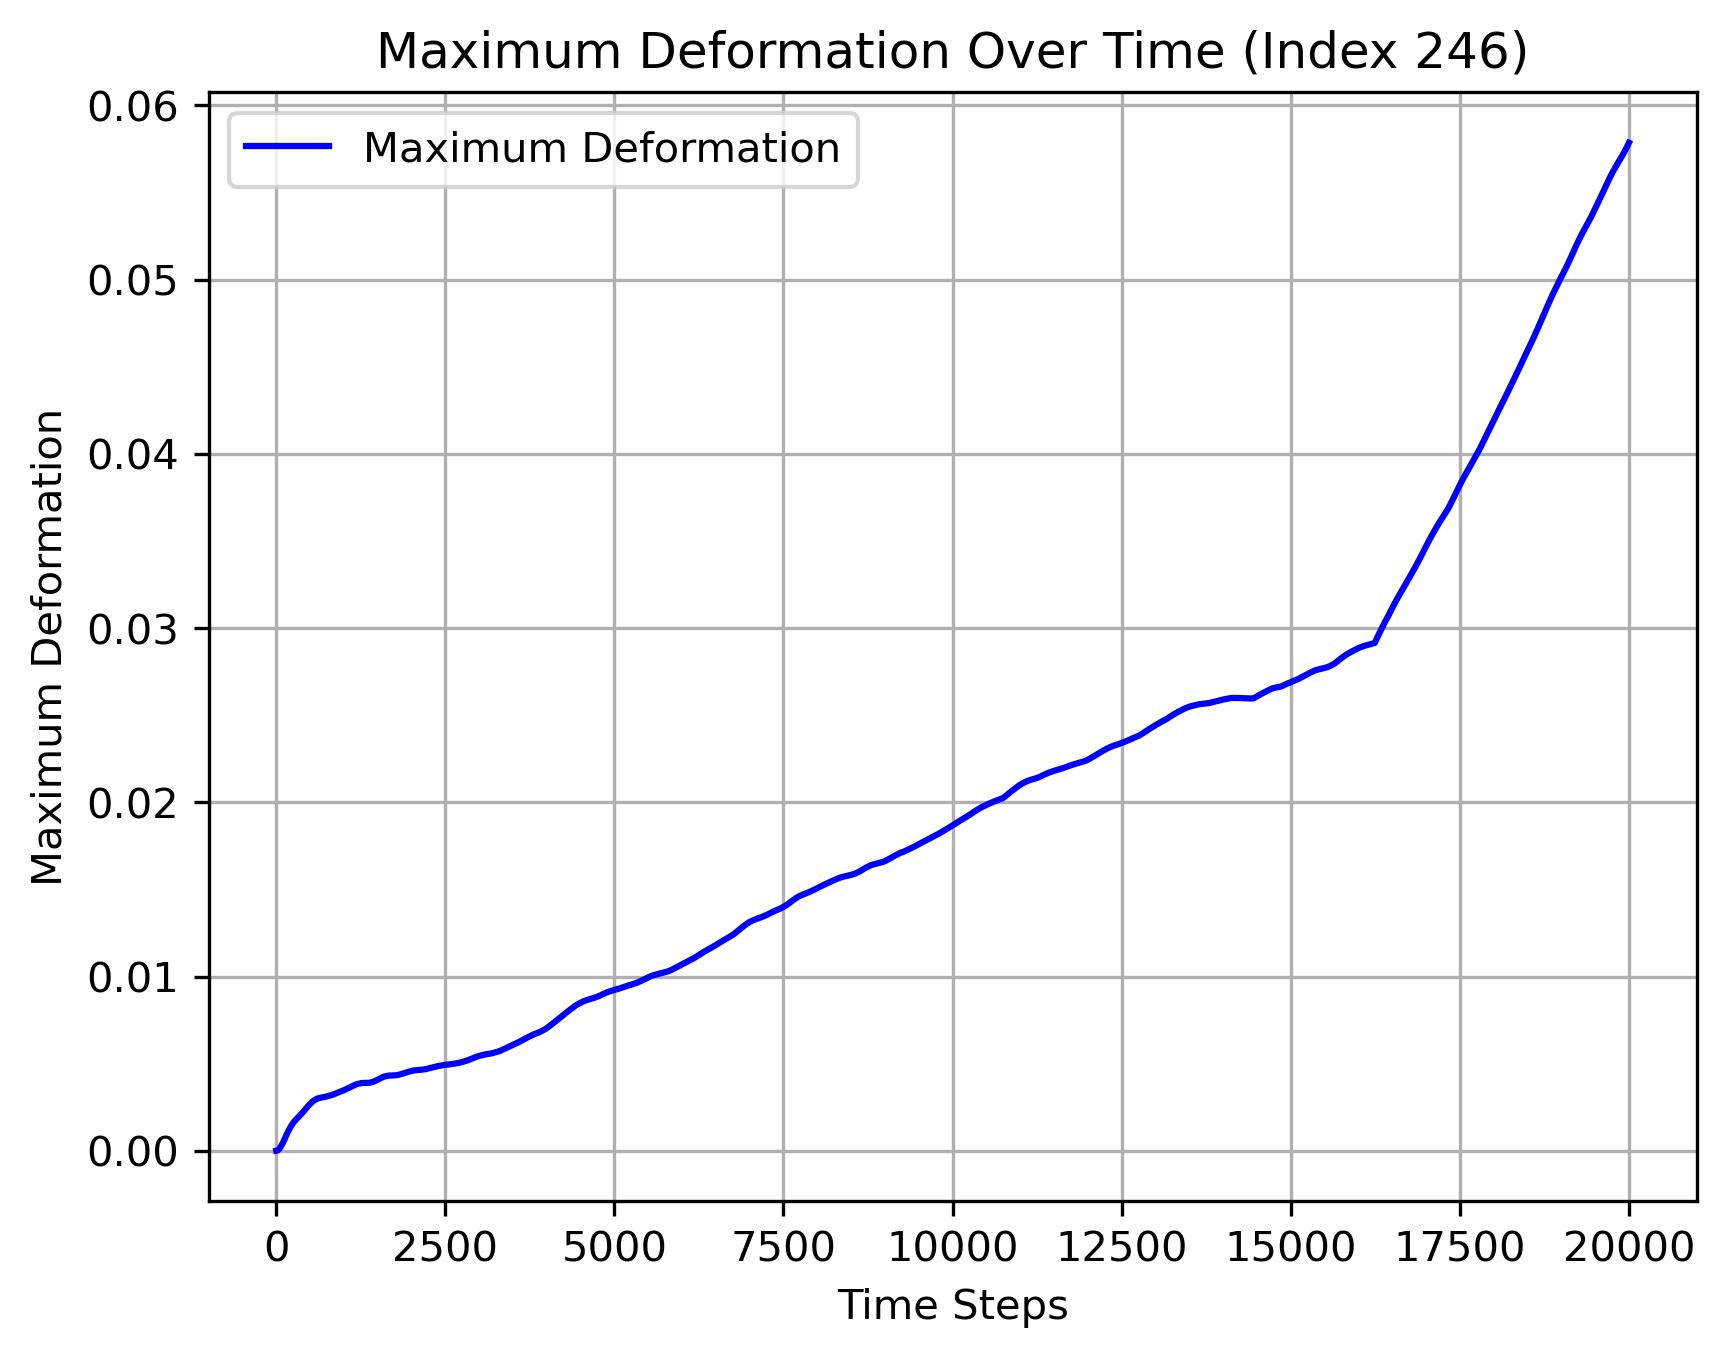 Maximum Deformation Over Time (Index 246)
0.06
Maximum Deformation
0.05
0.04
0.03
0.02
0.01
0.00
Maximum Deformation
0 2500 5000 7500 10000 12500 15000 17500 20000
Time Steps